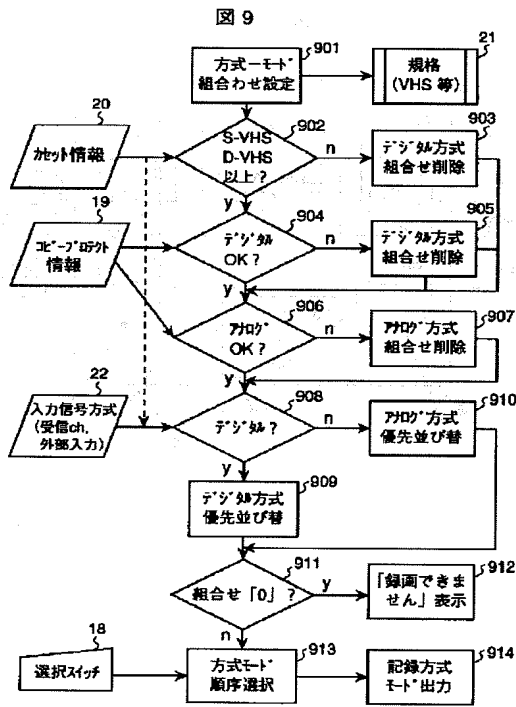 図 9
901
方式－ﾓｰﾄﾞ
組合わせ設定
21
規格
(VHS 等)
20
ｶｾｯﾄ情報
902
S-VHS
D-VHS
以上？
n
y
903
ﾃﾞｼﾞﾀﾙ方式
組合せ削除
19
ｺﾋﾟｰﾌﾟﾛﾃｸﾄ
情報
904
ﾃﾞｼﾞﾀﾙ
OK？
n
y
905
ﾃﾞｼﾞﾀﾙ方式
組合せ削除
906
ｱﾅﾛｸﾞ
OK？
n
y
907
ｱﾅﾛｸﾞ方式
組合せ削除
22
入力信号方式
(受信ch,
外部入力)
908
ﾃﾞｼﾞﾀﾙ？
n
y
910
ｱﾅﾛｸﾞ方式
優先並び替
909
ﾃﾞｼﾞﾀﾙ方式
優先並び替
911
組合せ「0」？
y
n
912
「録画できま
せん」表示
18
選択ｽｲｯﾁ
913
方式ﾓｰﾄﾞ
順序選択
914
記録方式
ﾓｰﾄﾞ出力